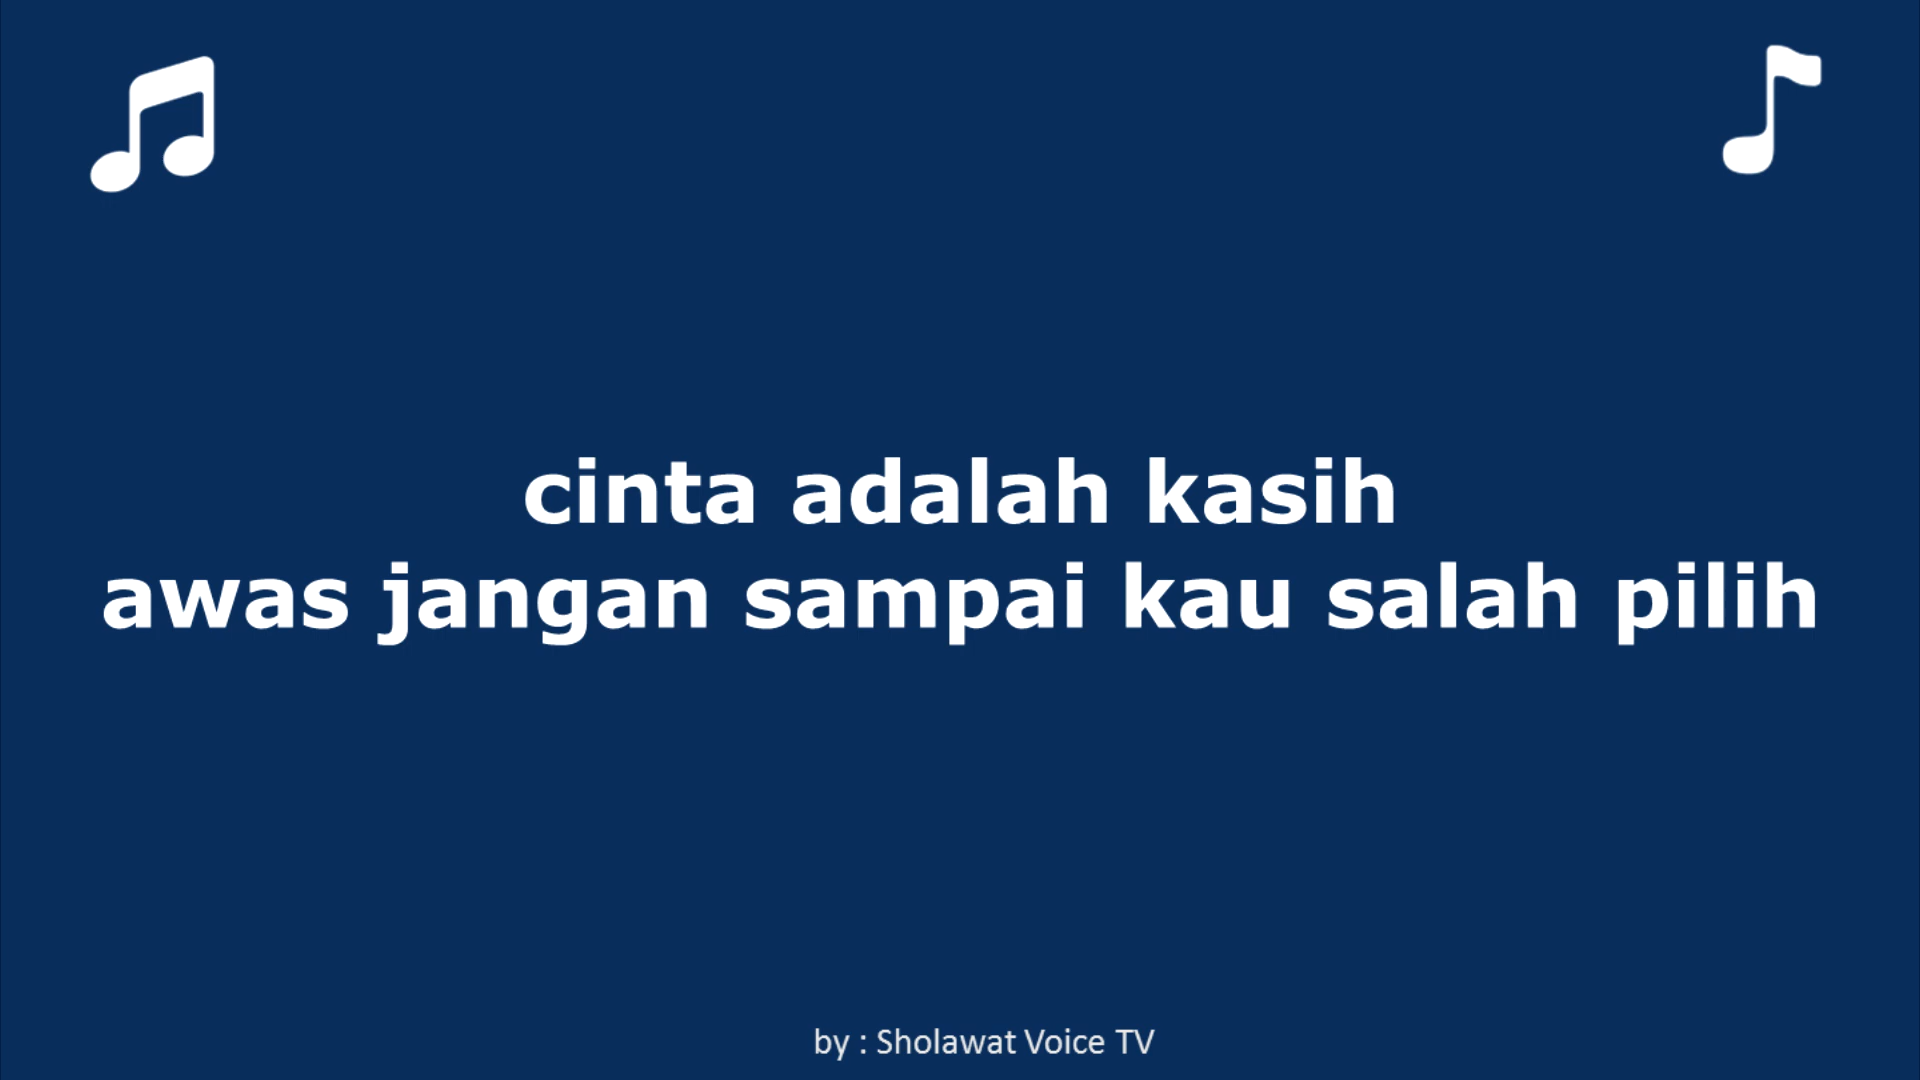 cinta adalah kasih
awas jangan sampai kau salah pilih
by : Sholawat Voice TV